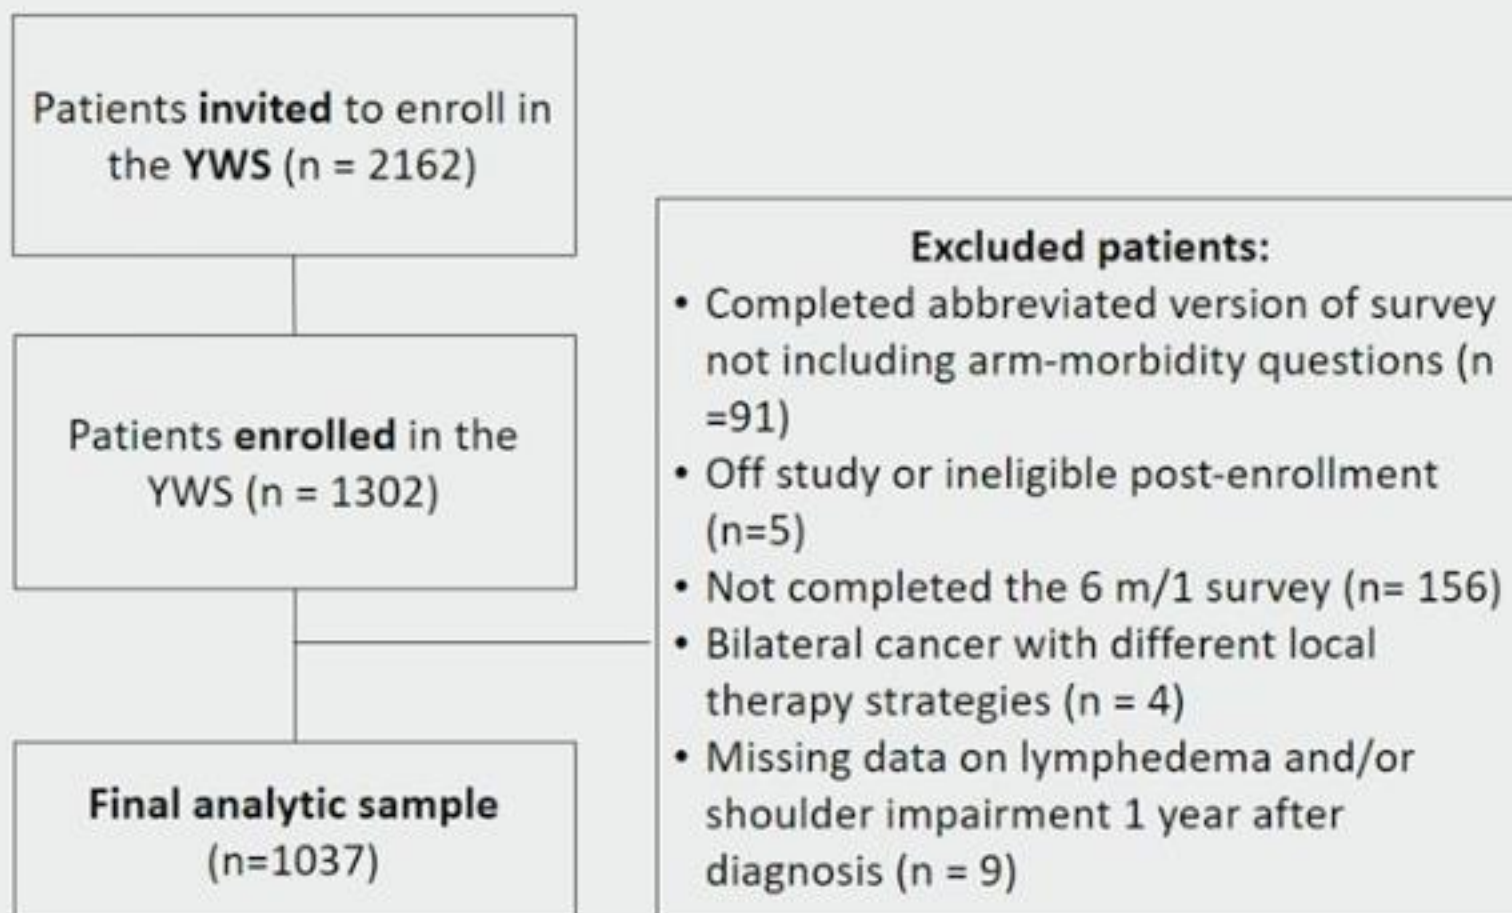 Patients invited to enroll in
the YWS (n = 2162)
Patients enrolled in the
YWS (n = 1302)
Excluded patients:
• Completed abbreviated version of survey
not including arm-morbidity questions (n
=91)
• Off study or ineligible post-enrollment
(n=5)
• Not completed the 6 m/1 survey (n= 156)
• Bilateral cancer with different local
therapy strategies (n = 4)
• Missing data on lymphedema and/or
shoulder impairment 1 year after
diagnosis (n = 9)
Final analytic sample
(n=1037)